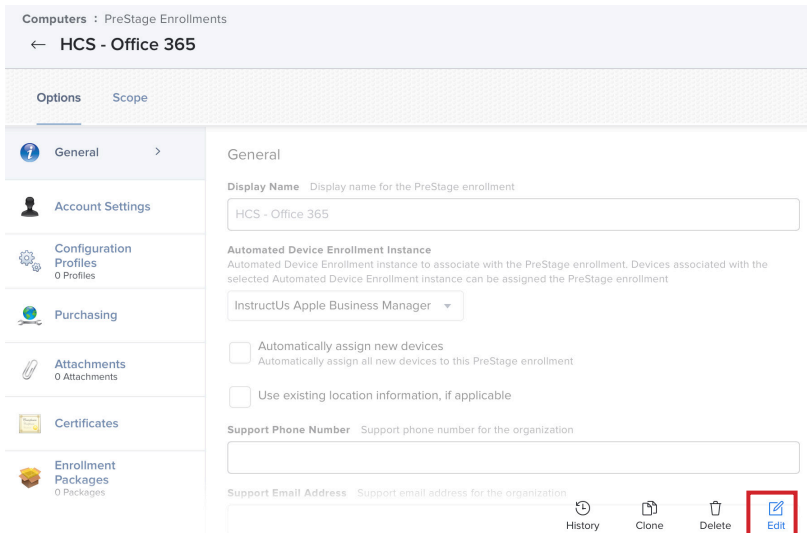 Computers : PreStage Enrollments
← HCS - Office 365
Options Scope
General
Account Settings
Configuration
Profiles
0 Profiles
Purchasing
Attachments
0 Attachments
Certificates
Enrollment
Packages
0 Packages
General
Display Name Display name for the PreStage enrollment
HCS - Office 365
Automated Device Enrollment Instance
Automated Device Enrollment instance to associate with the PreStage enrollment. Devices associated with the
selected Automated Device Enrollment instance can be assigned the PreStage enrollment
InstructUs Apple Business Manager
Automatically assign new devices
Automatically assign all new devices to this PreStage enrollment
Use existing location information, if applicable
Support Phone Number Support phone number for the organization
Support Email Address Support email address for the organization
History Clone Delete Edit